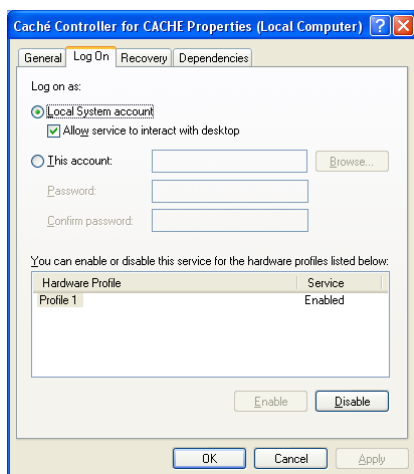 Caché Controller for CACHE Properties (Local Computer)
General Log On Recovery Dependencies
Log on as:
Local System account
Allow service to interact with desktop
This account: Browse...
Password:
Confirm password:
You can enable or disable this service for the hardware profiles listed below:
Hardware Profile Service
Profile 1 Enabled
Enable Disable
OK Cancel Apply